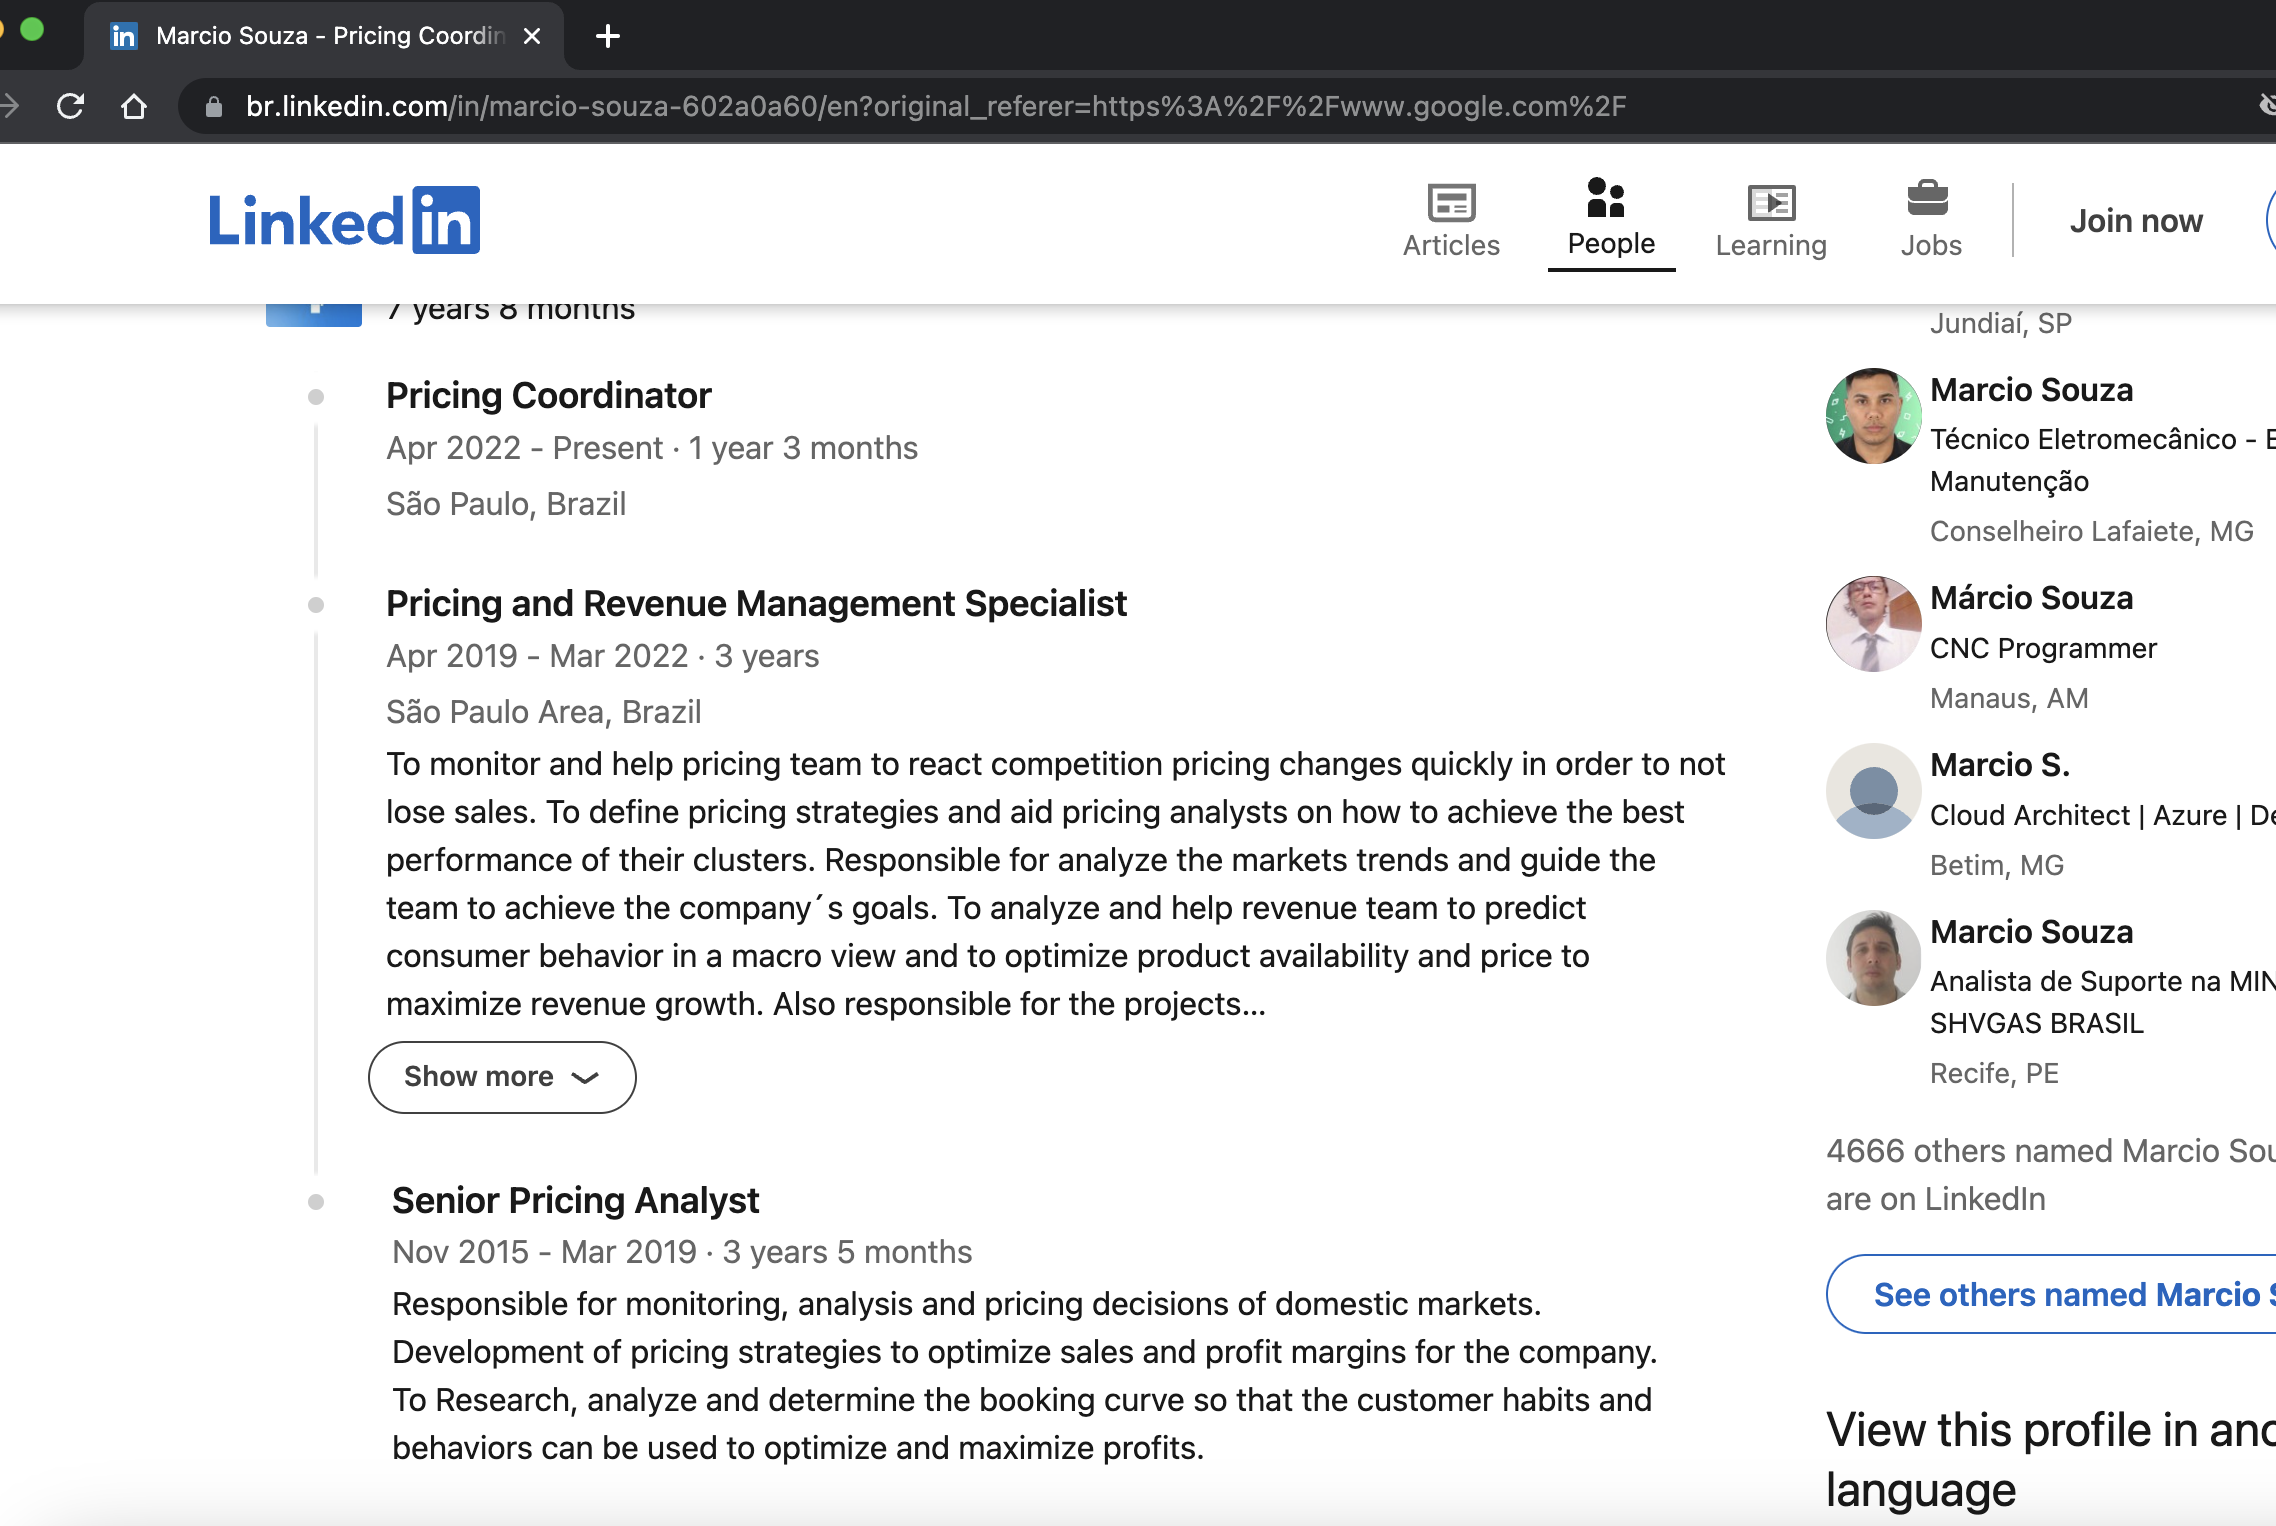 Marcio Souza - Pricing Coordin
br.linkedin.com/in/marcio-souza-602a0a60/en?original_referer=https%3A%2F%2Fwww.google.com%2F
Linkedin
Articles
People
Learning
Jobs
Join now
7 years 8 months
Pricing Coordinator
Apr 2022 - Present · 1 year 3 months
São Paulo, Brazil
Pricing and Revenue Management Specialist
Apr 2019 - Mar 2022 · 3 years
São Paulo Area, Brazil
To monitor and help pricing team to react competition pricing changes quickly in order to not
lose sales. To define pricing strategies and aid pricing analysts on how to achieve the best
performance of their clusters. Responsible for analyze the markets trends and guide the
team to achieve the company´s goals. To analyze and help revenue team to predict
consumer behavior in a macro view and to optimize product availability and price to
maximize revenue growth. Also responsible for the projects...
Show more
Senior Pricing Analyst
Nov 2015 - Mar 2019 · 3 years 5 months
Responsible for monitoring, analysis and pricing decisions of domestic markets.
Development of pricing strategies to optimize sales and profit margins for the company.
To Research, analyze and determine the booking curve so that the customer habits and
behaviors can be used to optimize and maximize profits.
Jundiaí, SP
Marcio Souza
Técnico Eletromecânico - E
Manutenção
Conselheiro Lafaiete, MG
Márcio Souza
CNC Programmer
Manaus, AM
Marcio S.
Cloud Architect | Azure | De
Betim, MG
Marcio Souza
Analista de Suporte na MIN
SHVGAS BRASIL
Recife, PE
4666 others named Marcio Sou
are on LinkedIn
See others named Marcio S
View this profile in ano
language